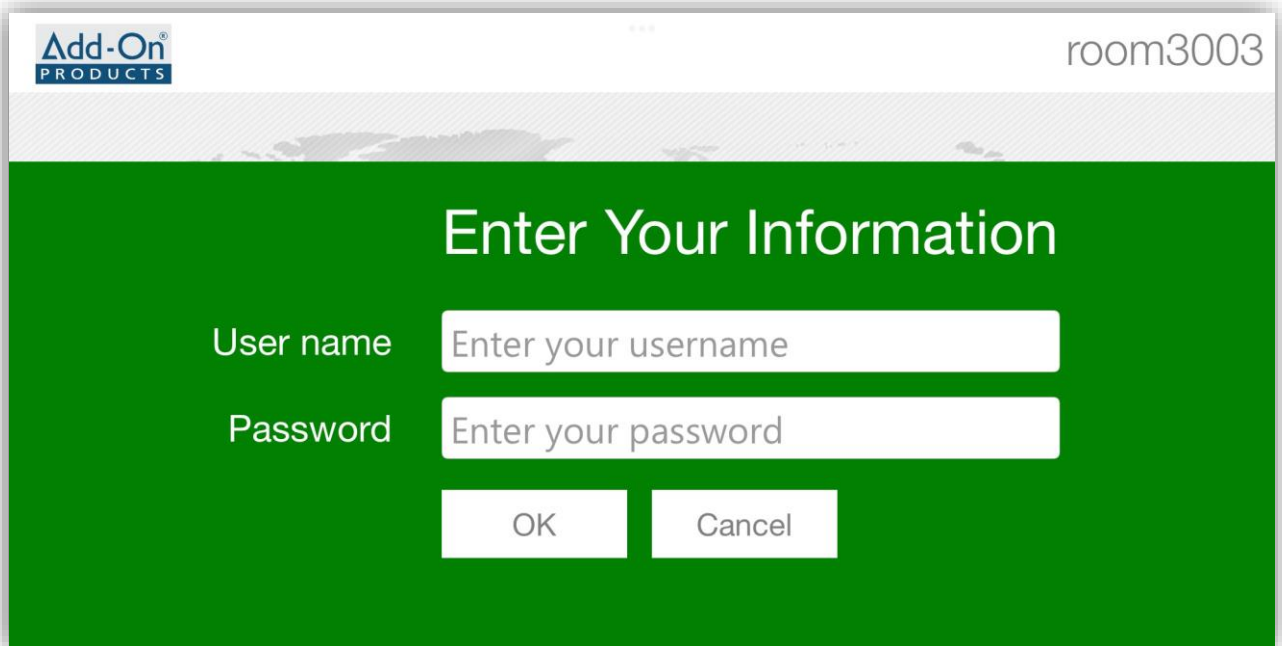 Add-On®
PRODUCTS
room3003
Enter Your Information
User name
Enter your username
Password
Enter your password
OK
Cancel